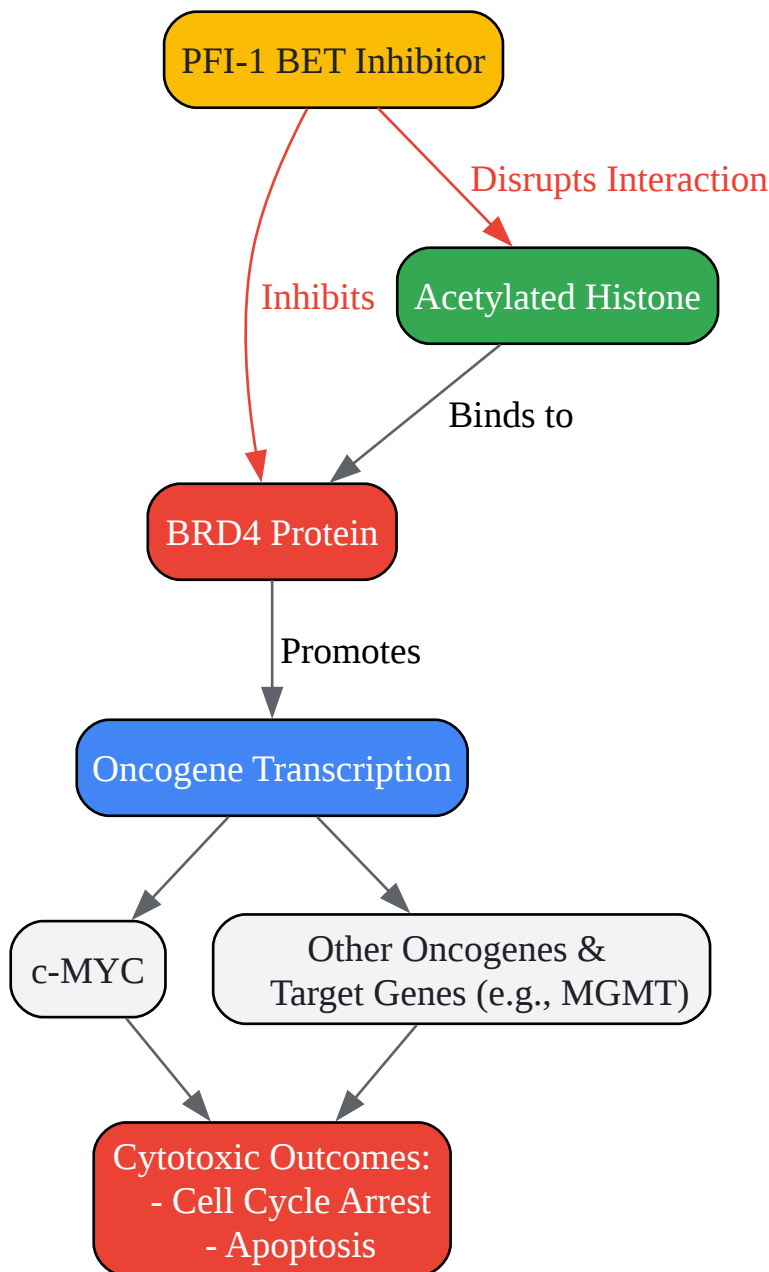 PFI-1 BET Inhibitor
Disrupts Interaction
Inhibits
Acetylated Histone
Binds to
BRD4 Protein
Promotes
Oncogene Transcription
c-MYC
Other Oncogenes &
Target Genes (e.g., MGMT)
Cytotoxic Outcomes:
- Cell Cycle Arrest
- Apoptosis